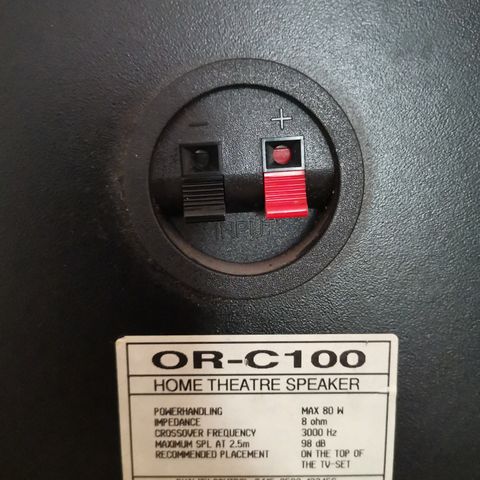 - +
INPUT
OR-C100
HOME THEATRE SPEAKER
POWERHANDLING MAX 80 W
IMPEDANCE 8 ohm
CROSSOVER FREQUENCY 3000 Hz
MAXIMUM SPL AT 2.5m 98 dB
RECOMMENDED PLACEMENT ON THE TOP OF
THE TV-SET